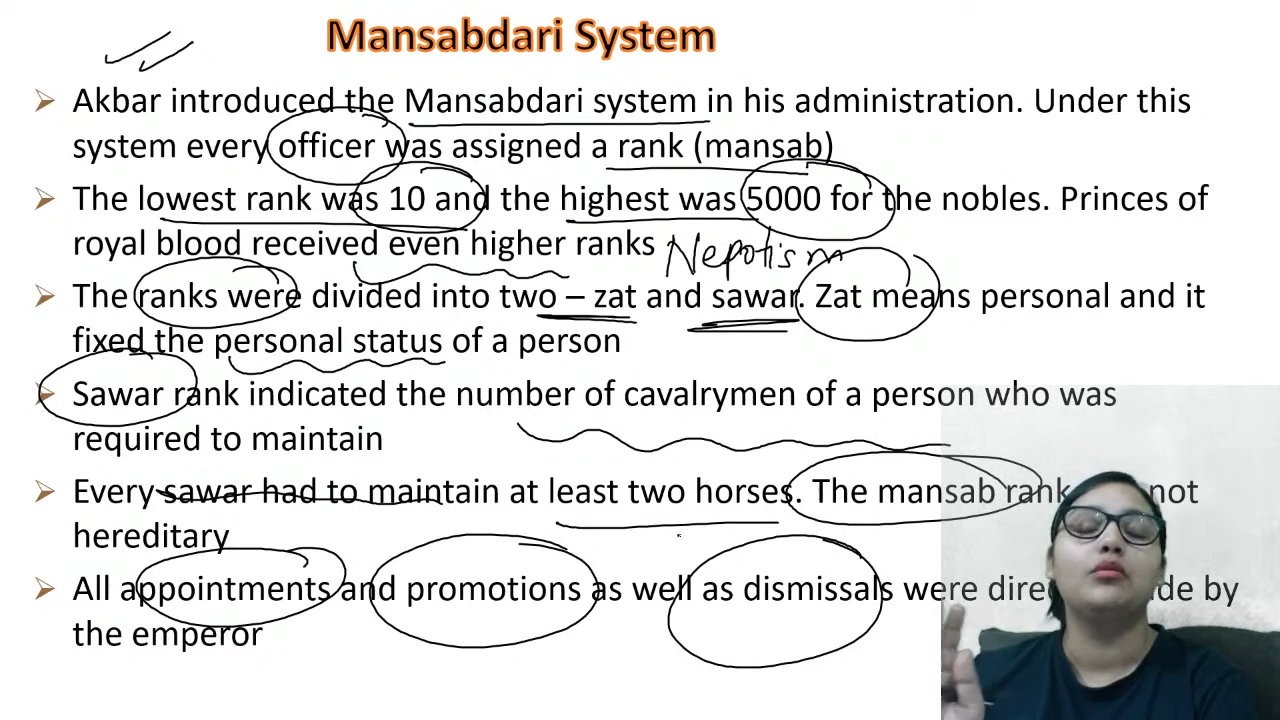 Mansabdari System
Akbar introduced the Mansabdari system in his administration. Under this
system every officer was assigned a rank (mansab)
The lowest rank was 10 and the highest was 5000 for the nobles. Princes of
royal blood received even higher ranks Nepotism
The ranks were divided into two – zat and sawar. Zat means personal and it
fixed the personal status of a person
Sawar rank indicated the number of cavalrymen of a person who was
required to maintain
Every sawar had to maintain at least two horses. The mansab rank not
hereditary
All appointments and promotions as well as dismissals were by
the emperor